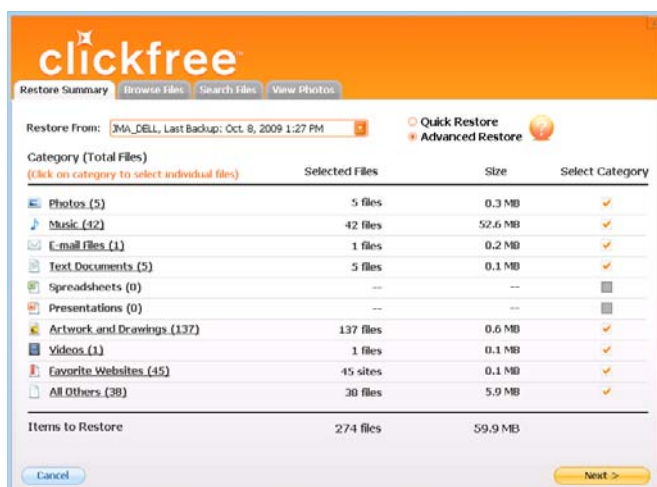 clickfree™
Restore Summary Browse Files Search Files View Photos
Restore From: JMA_DELL, Last Backup: Oct. 8, 2009 1:27 PM Quick Restore
Advanced Restore ?
Category (Total Files)
(Click on category to select individual files) Selected Files Size Select Category
Photos (5) 5 files 0.3 MB
Music (42) 42 files 52.6 MB
E-mail Files (1) 1 files 0.2 MB
Text Documents (5) 5 files 0.1 MB
Spreadsheets (0) -- --
Presentations (0) -- --
Artwork and Drawings (137) 137 files 0.6 MB
Videos (1) 1 files 0.1 MB
Favorite Websites (45) 45 sites 0.1 MB
All Others (38) 38 files 5.9 MB
Items to Restore 274 files 59.9 MB
Cancel Next >